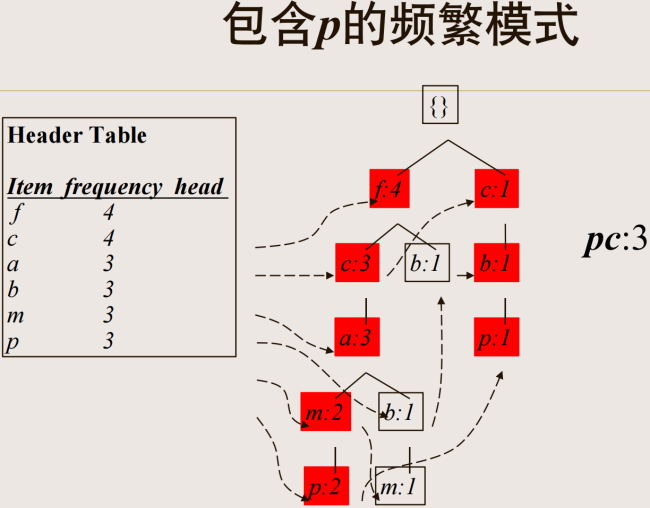 包含p的频繁模式
Header Table
Item frequency head
f 4
c 4
a 3
b 3
m 3
p 3
{}
f:4 c:1
c:3 b:1 b:1
pc:3
a:3 p:1
m:2 b:1
p:2 m:1